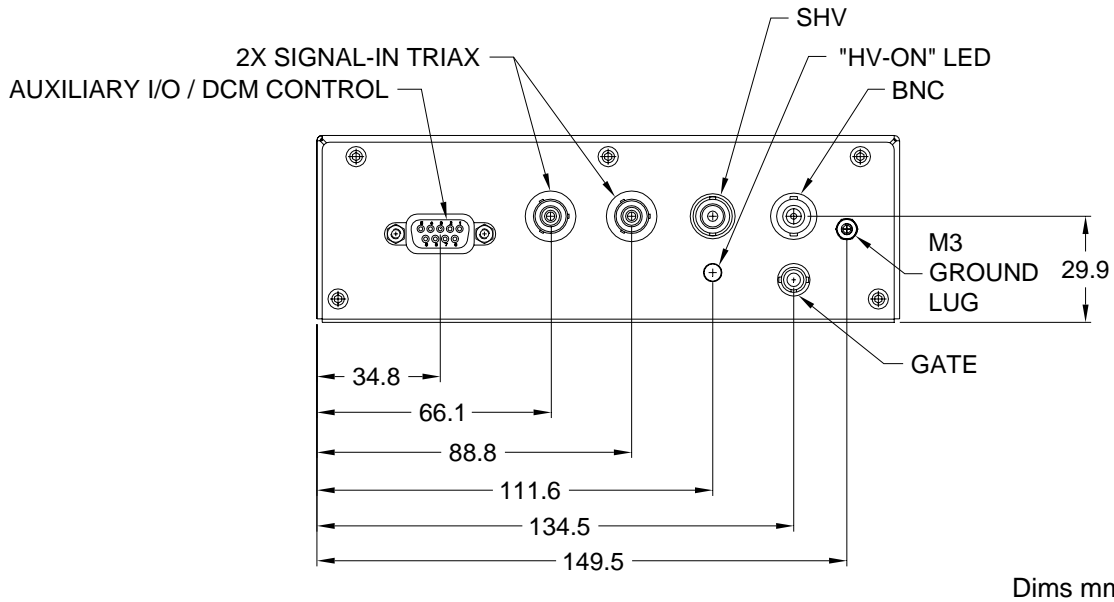 SHV
2X SIGNAL-IN TRIAX
"HV-ON" LED
AUXILIARY I/O / DCM CONTROL
BNC
M3
GROUND
LUG
29.9
GATE
34.8
66.1
88.8
111.6
134.5
149.5
Dims mm